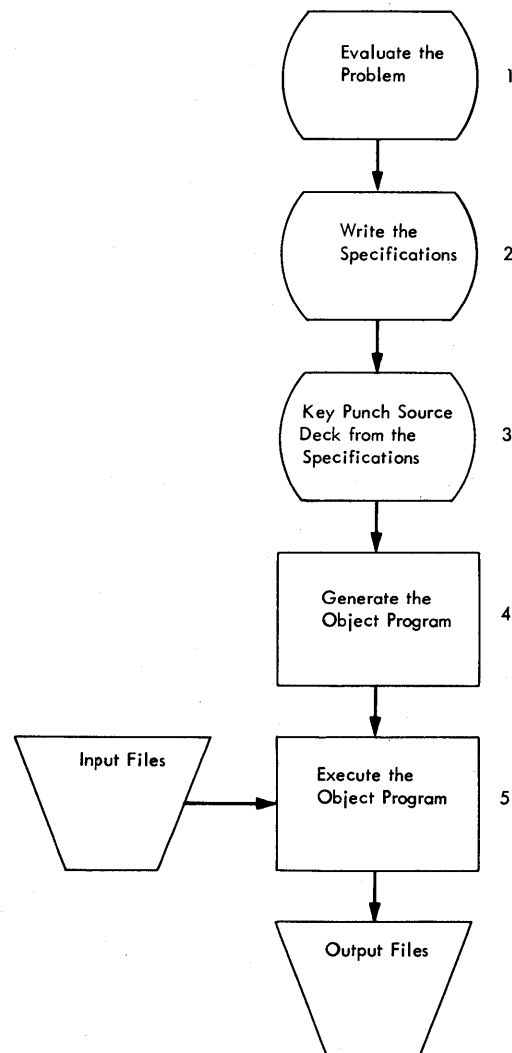 Evaluate the
Problem
1
Write the
Specifications
2
Key Punch Source
Deck from the
Specifications
3
Generate the
Object Program
4
Input Files
Execute the
Object Program
5
Output Files